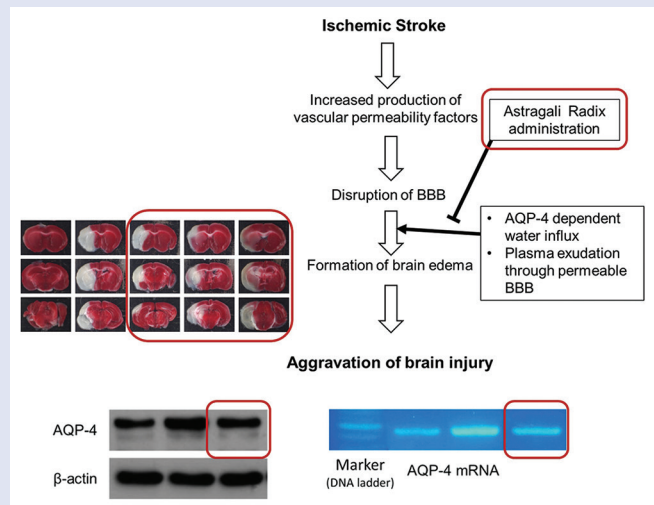 Ischemic Stroke
Increased production of
vascular permeability factors
Astragali Radix
administration
Disruption of BBB
• AQP-4 dependent
water influx
• Plasma exudation
through permeable
BBB
Formation of brain edema
Aggravation of brain injury
AQP-4
β-actin
Marker
(DNA ladder)
AQP-4 mRNA